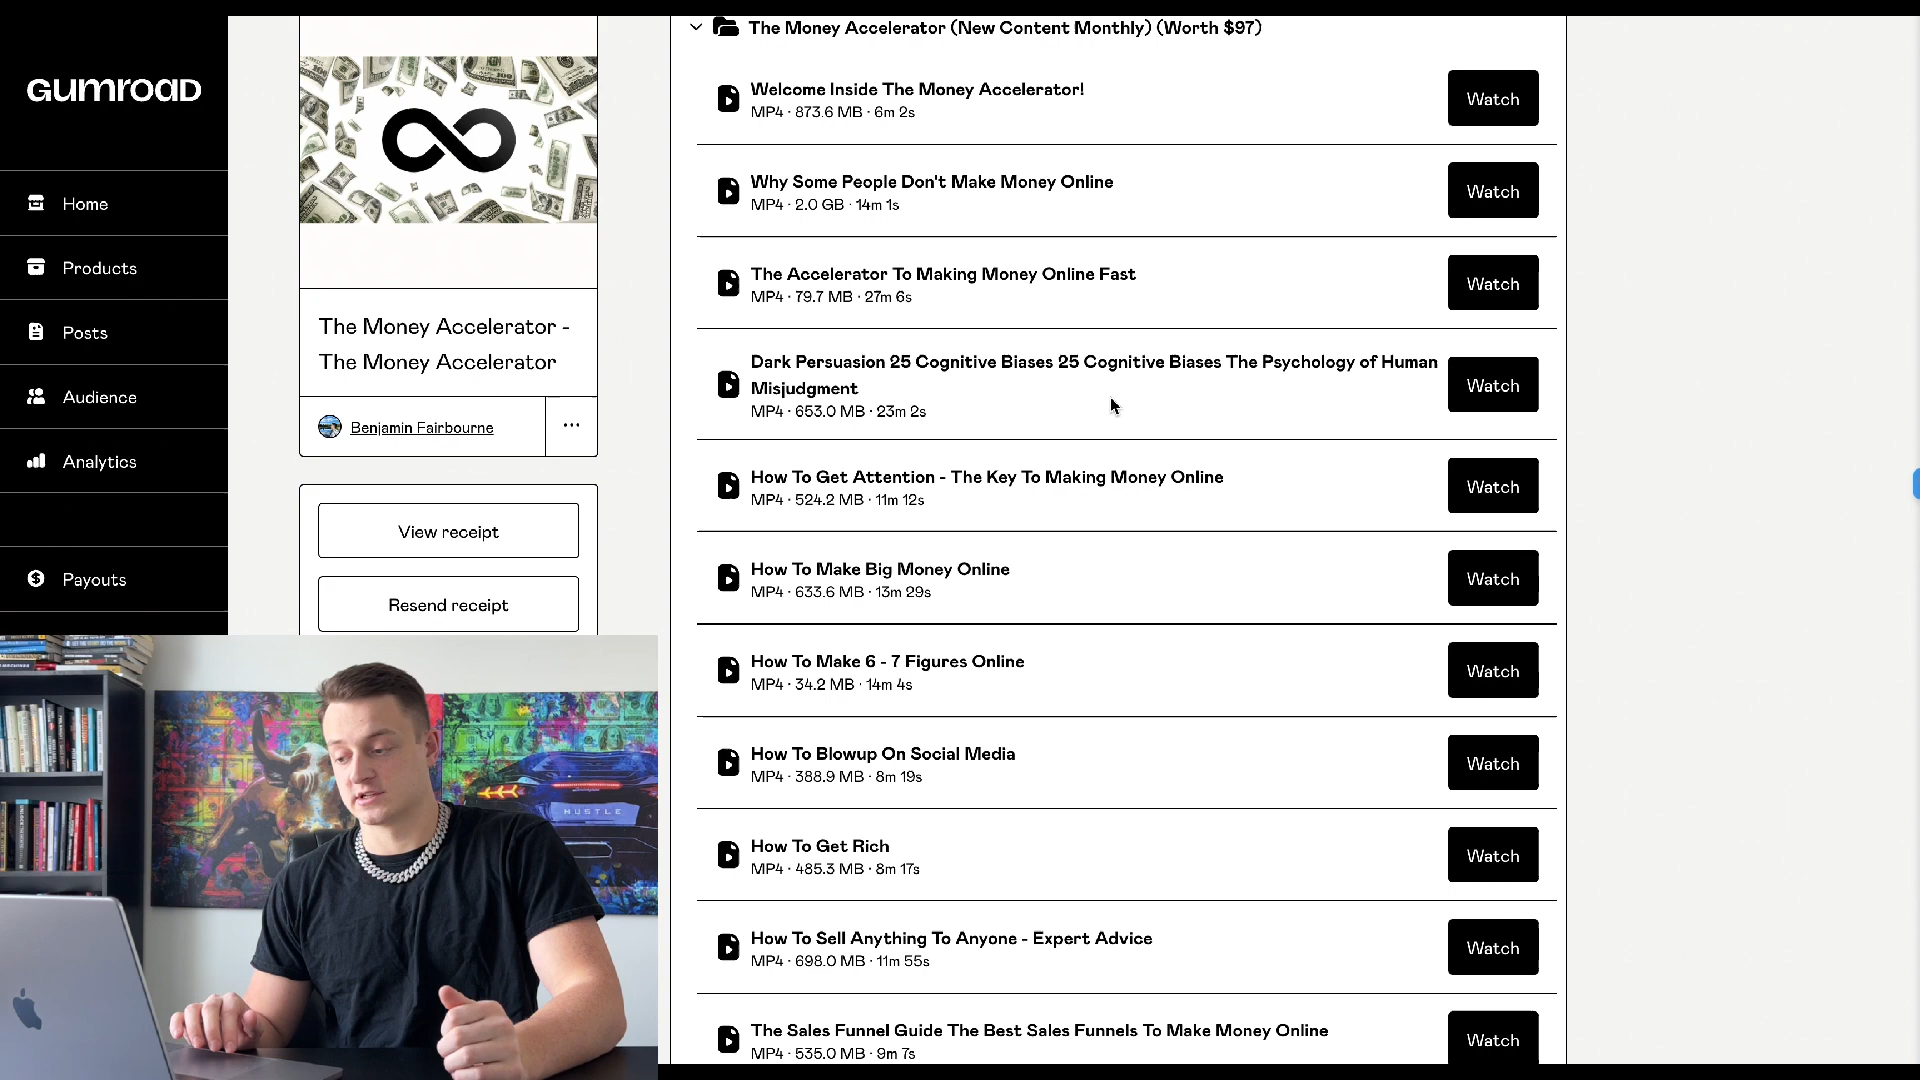 GUMROAD
Home
Products
Posts
Audience
Analytics
Payouts
The Money Accelerator -
The Money Accelerator
Benjamin Fairbourne
...
View receipt
Resend receipt
The Money Accelerator (New Content Monthly) (Worth $97)
Welcome Inside The Money Accelerator!
MP4 · 873.6 MB · 6m 2s
Watch
Why Some People Don't Make Money Online
MP4 · 2.0 GB · 14m 1s
Watch
The Accelerator To Making Money Online Fast
MP4 · 79.7 MB · 27m 6s
Watch
Dark Persuasion 25 Cognitive Biases 25 Cognitive Biases The Psychology of Human
Misjudgment
MP4 · 653.0 MB · 23m 2s
Watch
How To Get Attention - The Key To Making Money Online
MP4 · 524.2 MB · 11m 12s
Watch
How To Make Big Money Online
MP4 · 633.6 MB · 13m 29s
Watch
How To Make 6 - 7 Figures Online
MP4 · 34.2 MB · 14m 4s
Watch
How To Blowup On Social Media
MP4 · 388.9 MB · 8m 19s
Watch
How To Get Rich
MP4 · 485.3 MB · 8m 17s
Watch
How To Sell Anything To Anyone - Expert Advice
MP4 · 698.0 MB · 11m 55s
Watch
The Sales Funnel Guide The Best Sales Funnels To Make Money Online
MP4 · 535.0 MB · 9m 7s
Watch
HUSTLE